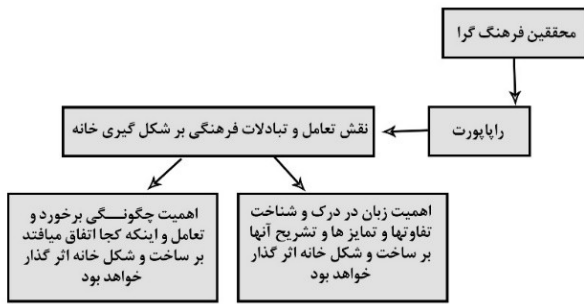 محققین فرهنگ گرا
راپاپورت
نقش تعامل و تبادلات فرهنگی بر شکل گیری خانه
اهمیت زبان در درک و شناخت
تفاوتها و تمایز ها و تشریح آنها
بر ساخت و شکل خانه اثر گذار
خواهد بود
اهمیت چگونــگی برخورد و
تعامل و اینکه کجا اتفاق میافتد
بر ساخت و شکل خانه اثر گذار
خواهد بود